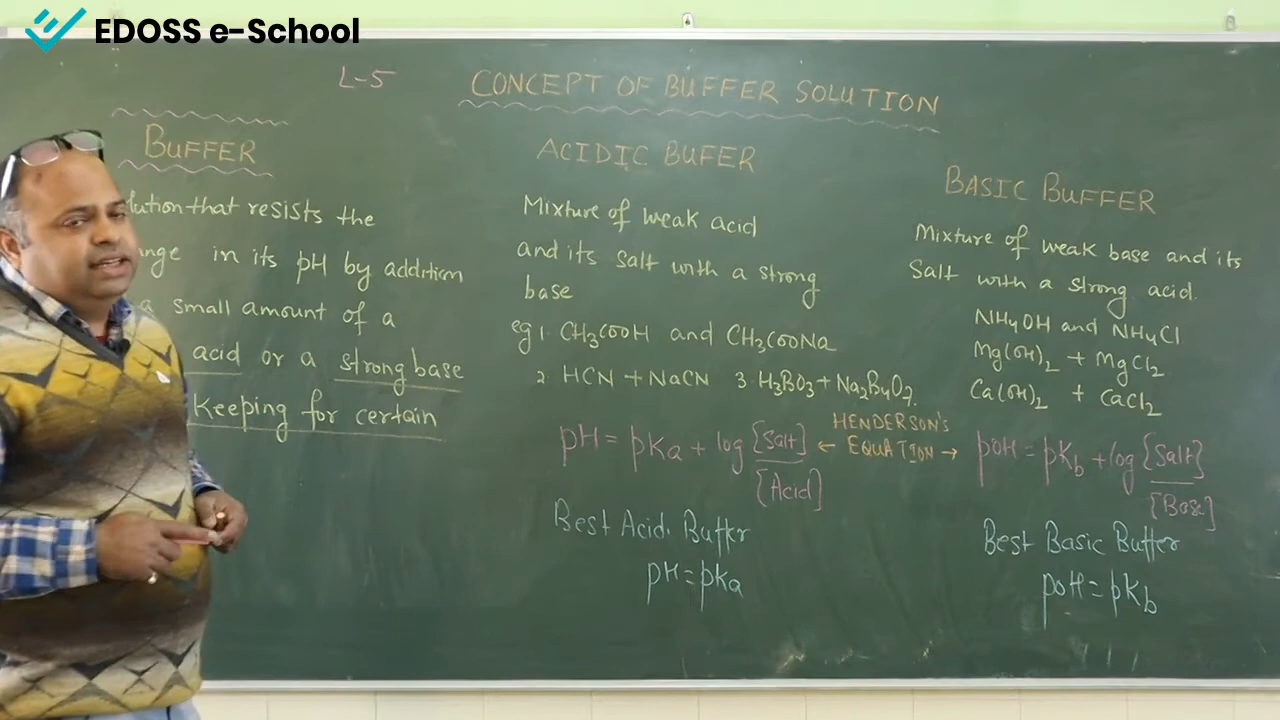 EDOSS e-School
L-5
CONCEPT OF BUFFER SOLUTION
BUFFER
lution that resists the
nge in its pH by addition
a small amount of a
acid or a strong base
Keeping for certain
ACIDIC BUFER
Mixture of weak acid
and its salt with a strong
base
eg 1. CH₃COOH and CH₃COONa
2. HCN + NaCN 3. H₃BO₃ + Na₂B₄O₇.
pH = pKa + log [Salt]
[Acid]
Best Acidi Buffer
pH = pKa
← HENDERSON'S
EQUATION →
BASIC BUFFER
Mixture of weak base and its
Salt with a strong acid.
NH₄OH and NH₄Cl
Mg(OH)₂ + MgCl₂
Ca(OH)₂ + CaCl₂
pOH = pKb + log [Salt]
[Base]
Best Basic Buffer
pOH = pKb